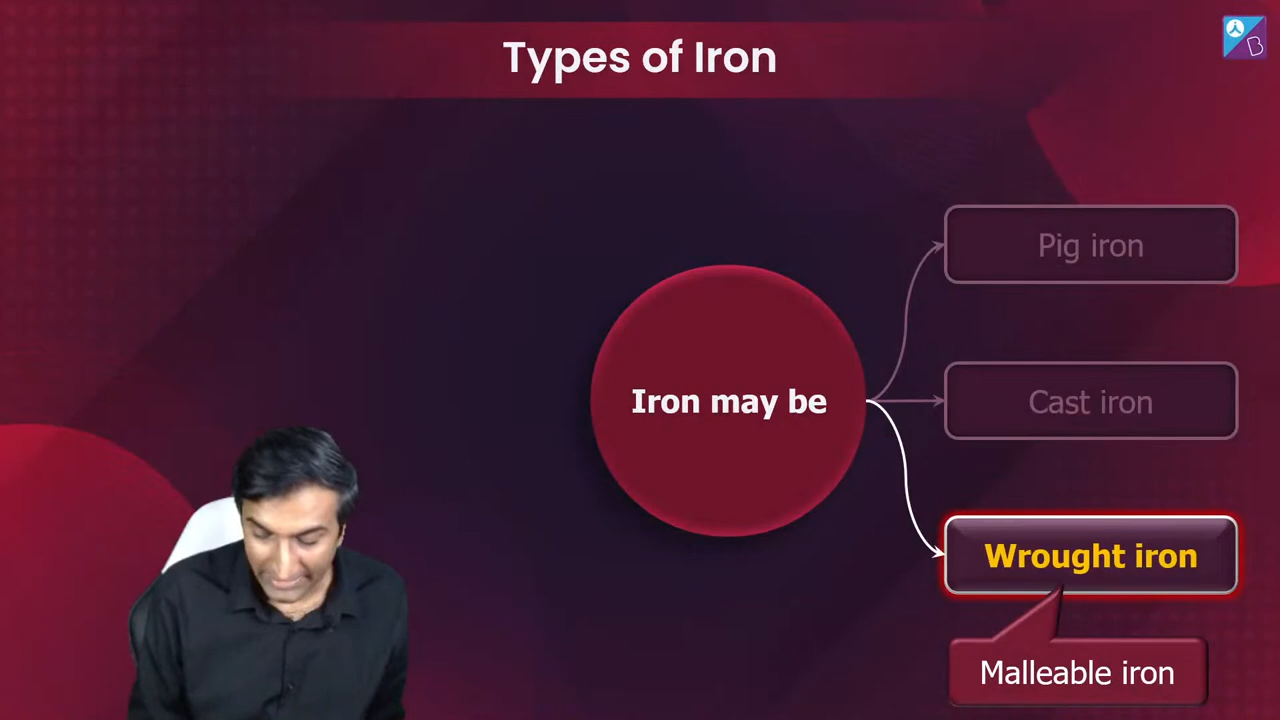 Types of Iron
B
Pig iron
Iron may be
Cast iron
Wrought iron
Malleable iron